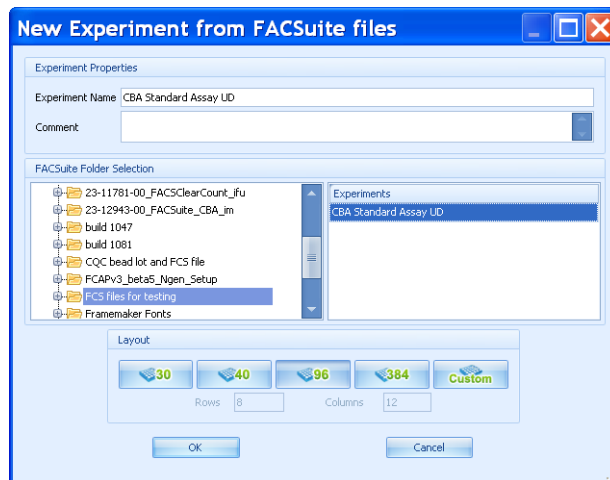 New Experiment from FACSuite files
Experiment Properties
Experiment Name CBA Standard Assay UD
Comment
FACSuite Folder Selection
23-11781-00_FACSClearCount_ifu
23-12943-00_FACSuite_CBA_im
build 1047
build 1081
CQC bead lot and FCS file
FCAPv3_beta5_Ngen_Setup
FCS files for testing
Framemaker Fonts
Experiments
CBA Standard Assay UD
Layout
30 40 96 384 Custom
Rows 8 Columns 12
OK Cancel